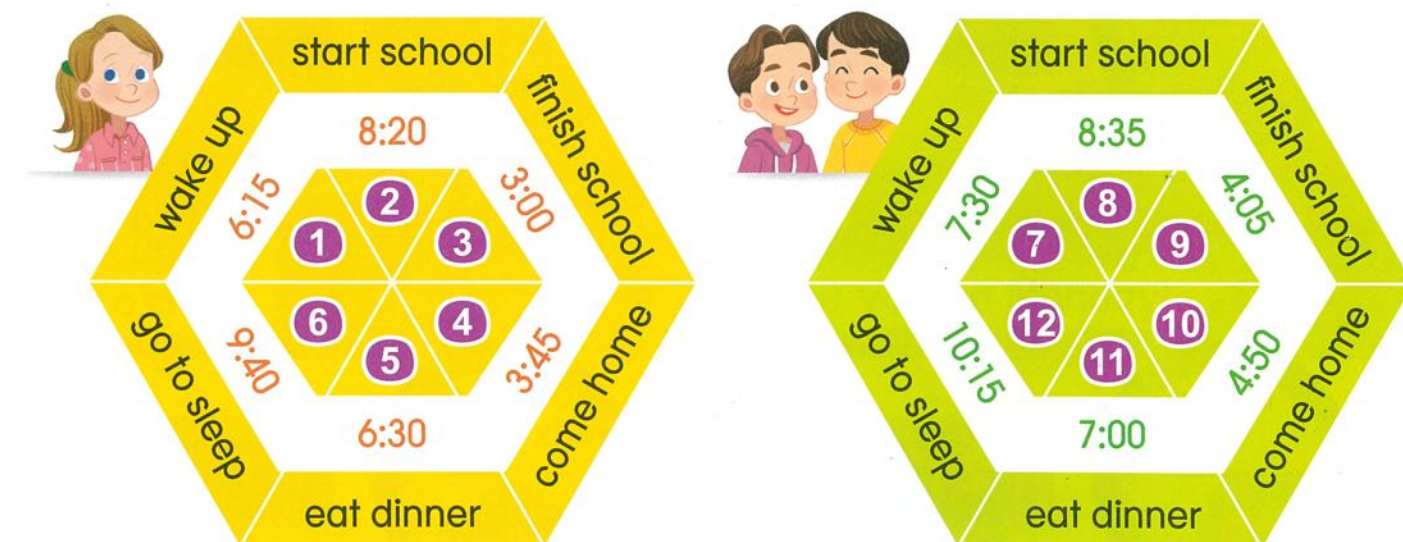 start school
finish school
come home
eat dinner
go to sleep
wake up
8:20
3:00
3:45
6:30
9:40
6:15
1
2
3
4
5
6
start school
finish school
come home
eat dinner
go to sleep
wake up
8:35
4:05
4:50
7:00
10:15
7:30
7
8
9
10
11
12